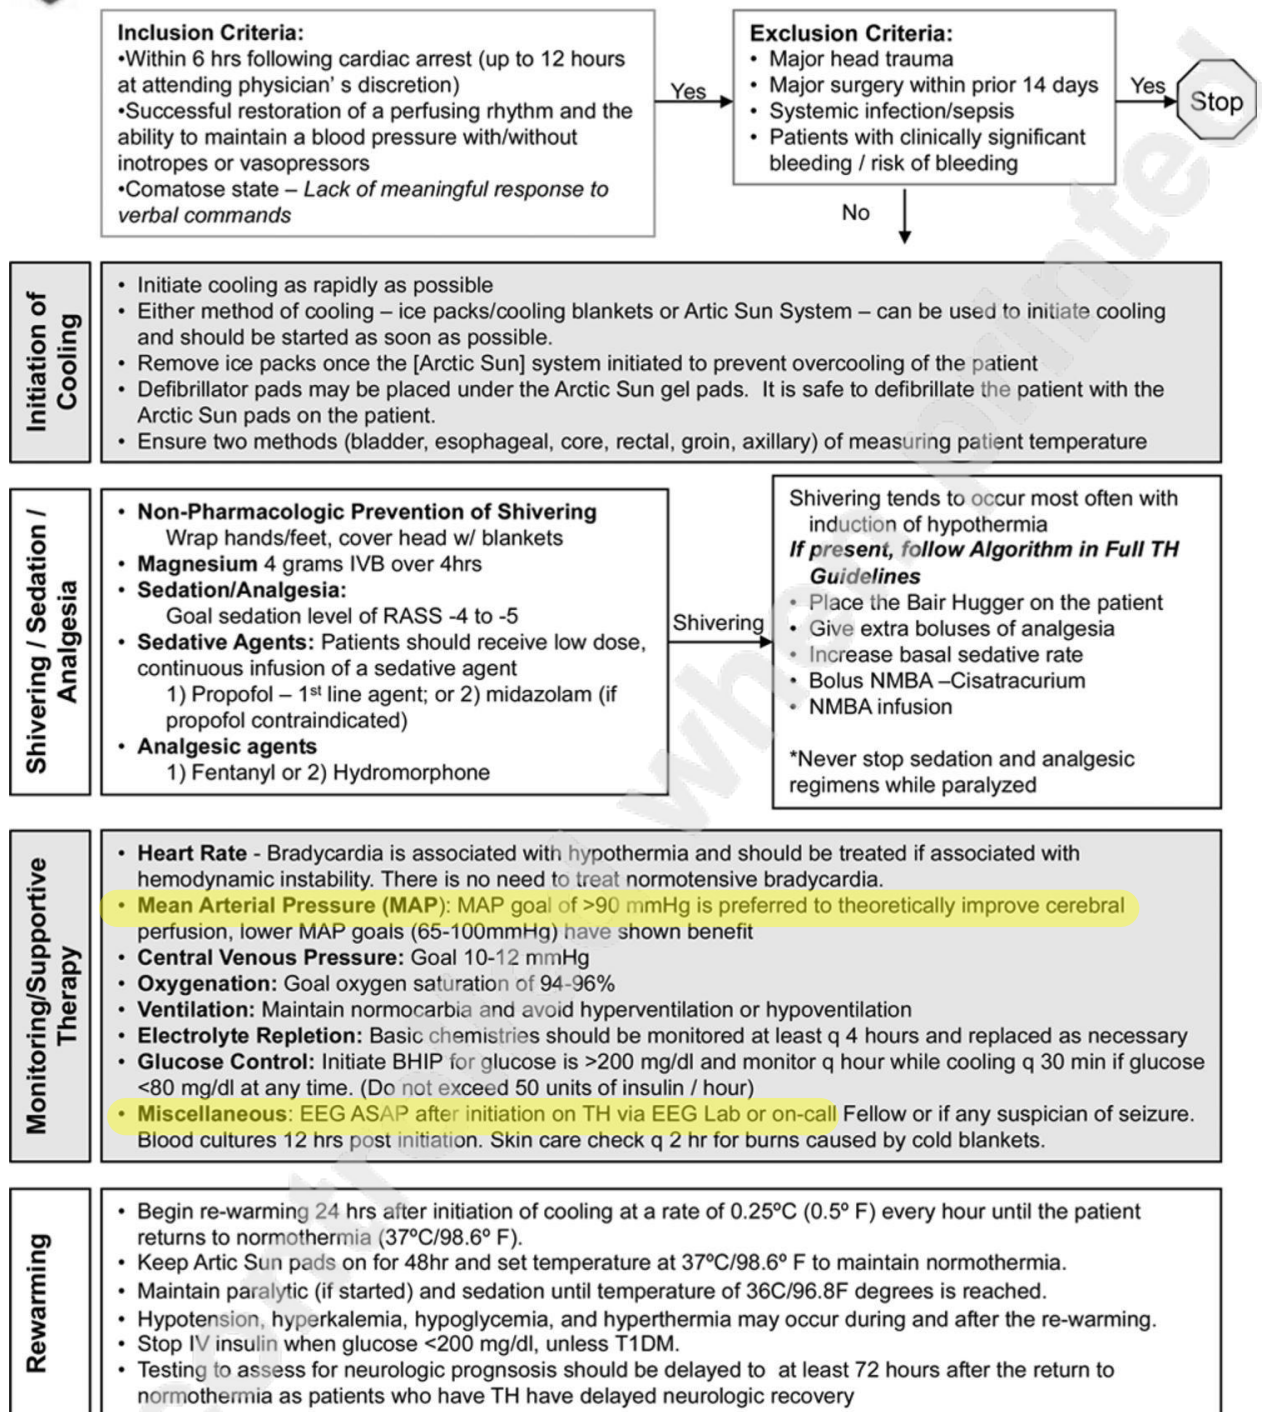 Inclusion Criteria:
•Within 6 hrs following cardiac arrest (up to 12 hours
at attending physician' s discretion)
•Successful restoration of a perfusing rhythm and the
ability to maintain a blood pressure with/without
inotropes or vasopressors
•Comatose state – Lack of meaningful response to
verbal commands
Yes
Exclusion Criteria:
• Major head trauma
• Major surgery within prior 14 days
• Systemic infection/sepsis
• Patients with clinically significant
bleeding / risk of bleeding
Yes
Stop
No
Initiation of
Cooling
• Initiate cooling as rapidly as possible
• Either method of cooling – ice packs/cooling blankets or Artic Sun System – can be used to initiate cooling
and should be started as soon as possible.
• Remove ice packs once the [Arctic Sun] system initiated to prevent overcooling of the patient
• Defibrillator pads may be placed under the Arctic Sun gel pads. It is safe to defibrillate the patient with the
Arctic Sun pads on the patient.
• Ensure two methods (bladder, esophageal, core, rectal, groin, axillary) of measuring patient temperature
Shivering / Sedation /
Analgesia
• Non-Pharmacologic Prevention of Shivering
Wrap hands/feet, cover head w/ blankets
• Magnesium 4 grams IVB over 4hrs
• Sedation/Analgesia:
Goal sedation level of RASS -4 to -5
• Sedative Agents: Patients should receive low dose,
continuous infusion of a sedative agent
1) Propofol – 1st line agent; or 2) midazolam (if
propofol contraindicated)
• Analgesic agents
1) Fentanyl or 2) Hydromorphone
Shivering
Shivering tends to occur most often with
induction of hypothermia
If present, follow Algorithm in Full TH
Guidelines
• Place the Bair Hugger on the patient
• Give extra boluses of analgesia
• Increase basal sedative rate
• Bolus NMBA –Cisatracurium
• NMBA infusion
*Never stop sedation and analgesic
regimens while paralyzed
Monitoring/Supportive
Therapy
• Heart Rate - Bradycardia is associated with hypothermia and should be treated if associated with
hemodynamic instability. There is no need to treat normotensive bradycardia.
• Mean Arterial Pressure (MAP): MAP goal of >90 mmHg is preferred to theoretically improve cerebral
perfusion, lower MAP goals (65-100mmHg) have shown benefit
• Central Venous Pressure: Goal 10-12 mmHg
• Oxygenation: Goal oxygen saturation of 94-96%
• Ventilation: Maintain normocarbia and avoid hyperventilation or hypoventilation
• Electrolyte Repletion: Basic chemistries should be monitored at least q 4 hours and replaced as necessary
• Glucose Control: Initiate BHIP for glucose is >200 mg/dl and monitor q hour while cooling q 30 min if glucose
<80 mg/dl at any time. (Do not exceed 50 units of insulin / hour)
• Miscellaneous: EEG ASAP after initiation on TH via EEG Lab or on-call Fellow or if any suspician of seizure.
Blood cultures 12 hrs post initiation. Skin care check q 2 hr for burns caused by cold blankets.
Rewarming
• Begin re-warming 24 hrs after initiation of cooling at a rate of 0.25ºC (0.5º F) every hour until the patient
returns to normothermia (37ºC/98.6º F).
• Keep Artic Sun pads on for 48hr and set temperature at 37ºC/98.6º F to maintain normothermia.
• Maintain paralytic (if started) and sedation until temperature of 36C/96.8F degrees is reached.
• Hypotension, hyperkalemia, hypoglycemia, and hyperthermia may occur during and after the re-warming.
• Stop IV insulin when glucose <200 mg/dl, unless T1DM.
• Testing to assess for neurologic prognsosis should be delayed to at least 72 hours after the return to
normothermia as patients who have TH have delayed neurologic recovery
when printed